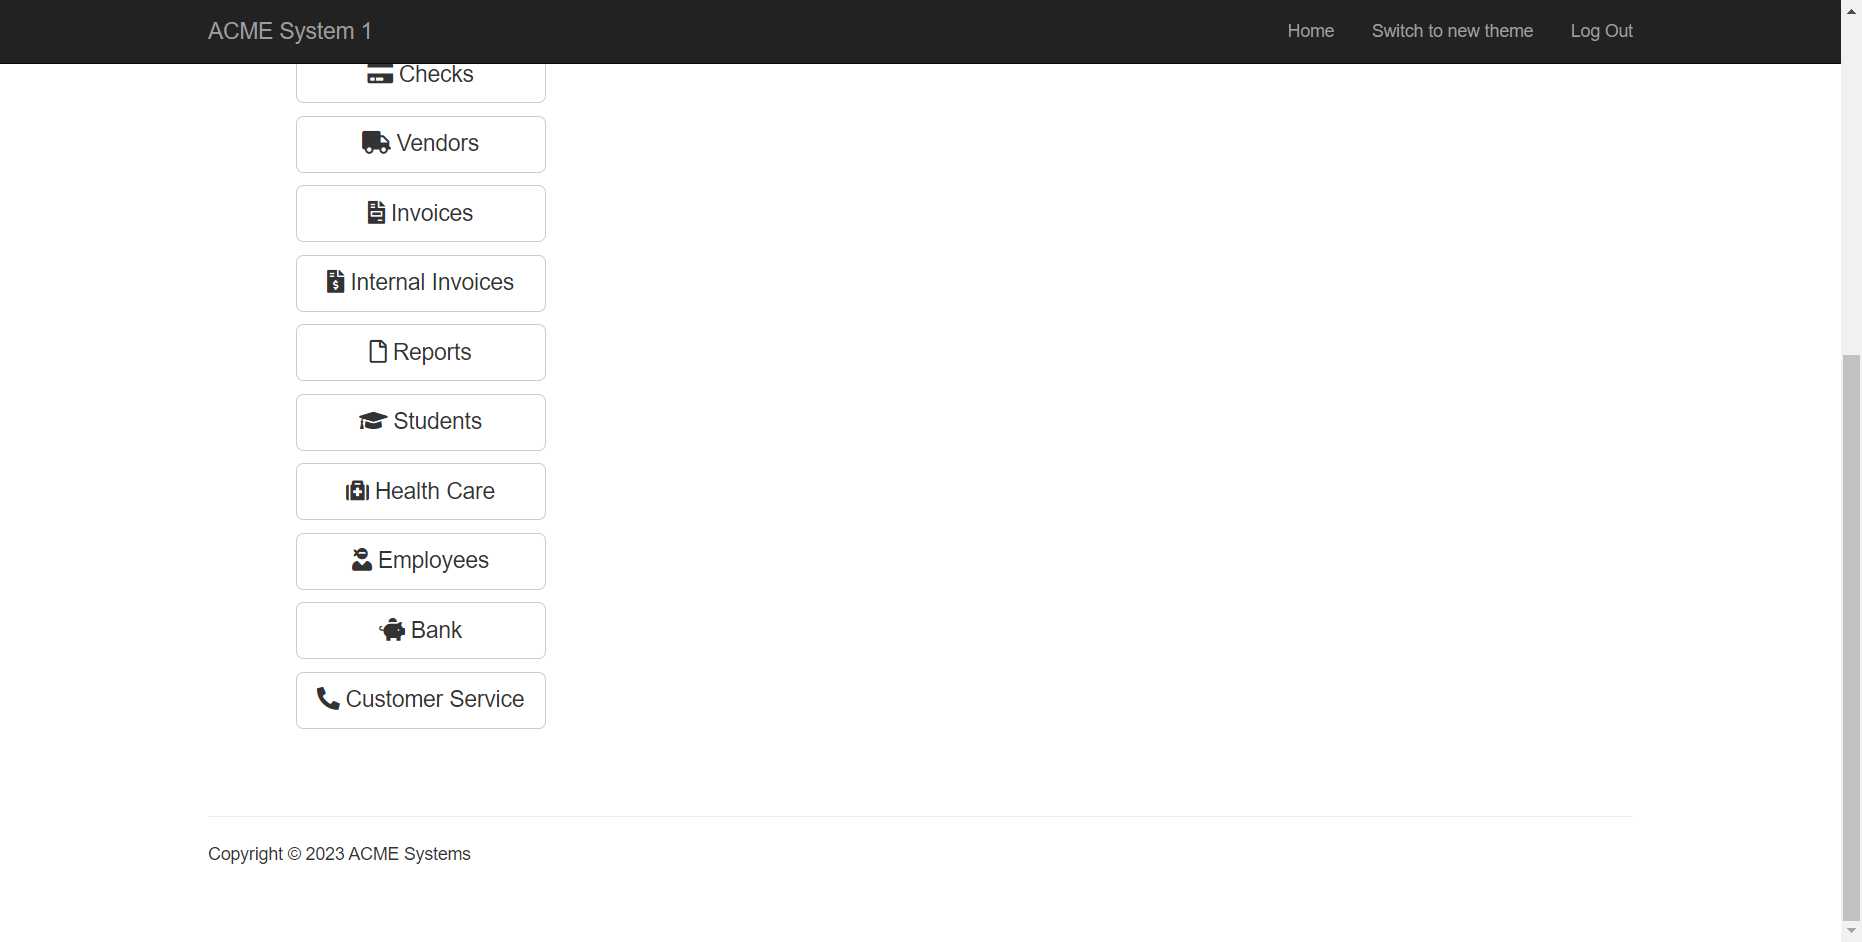 ACME System 1 Home Switch to new theme Log Out
Checks
Vendors
Invoices
Internal Invoices
Reports
Students
Health Care
Employees
Bank
Customer Service
Copyright © 2023 ACME Systems